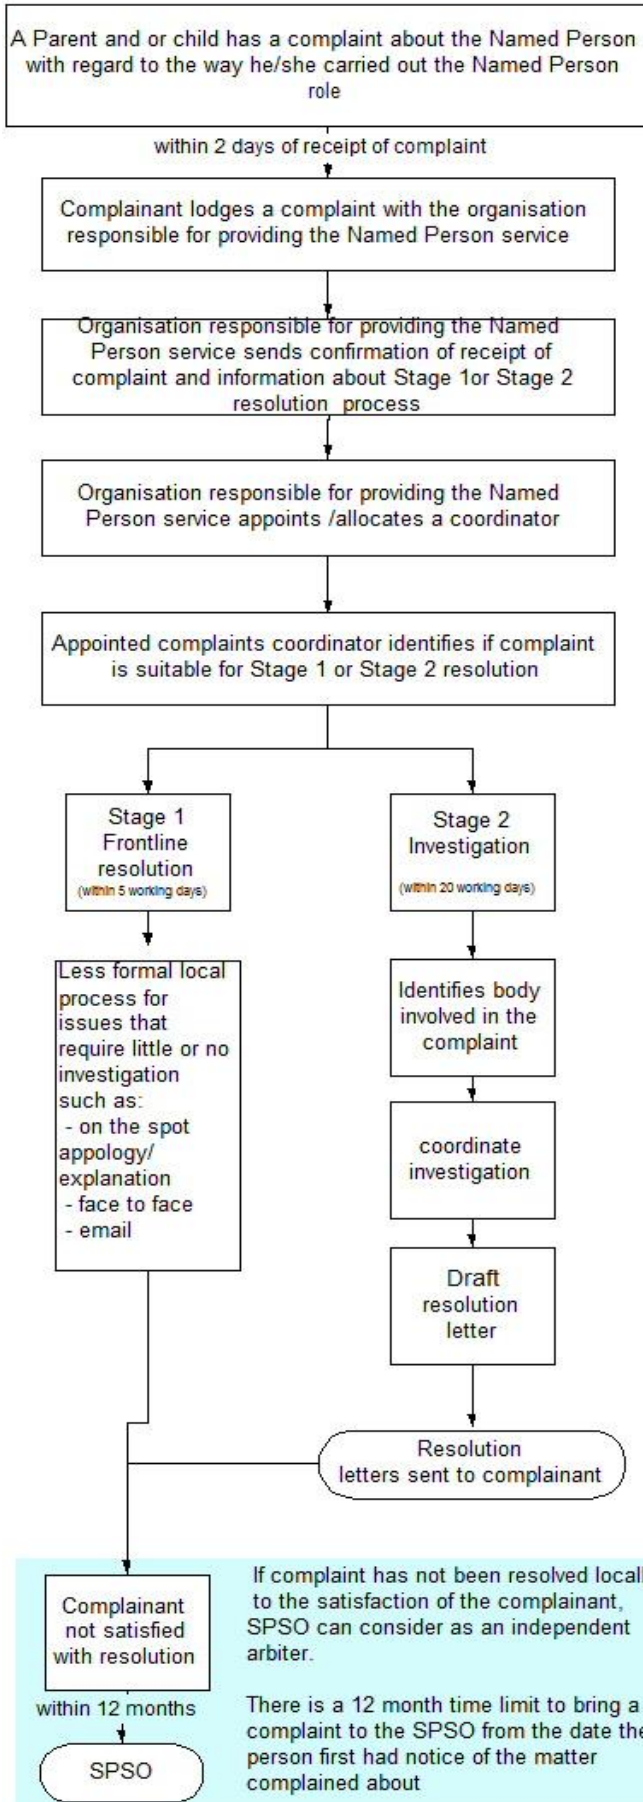 A Parent and or child has a complaint about the Named Person
with regard to the way he/she carried out the Named Person
role
within 2 days of receipt of complaint
Complainant lodges a complaint with the organisation
responsible for providing the Named Person service
Organisation responsible for providing the Named
Person service sends confirmation of receipt of
complaint and information about Stage 1or Stage 2
resolution process
Organisation responsible for providing the Named
Person service appoints /allocates a coordinator
Appointed complaints coordinator identifies if complaint
is suitable for Stage 1 or Stage 2 resolution
Stage 1
Frontline
resolution
(within 5 working days)
Less formal local
process for
issues that
require little or no
investigation
such as:
- on the spot
appology/
explanation
- face to face
- email
Stage 2
Investigation
(within 20 working days)
Identifies body
involved in the
complaint
coordinate
investigation
Draft
resolution
letter
Resolution
letters sent to complainant
Complainant
not satisfied
with resolution
within 12 months
SPSO
If complaint has not been resolved locall
to the satisfaction of the complainant,
SPSO can consider as an independent
arbiter.
There is a 12 month time limit to bring a
complaint to the SPSO from the date the
person first had notice of the matter
complained about